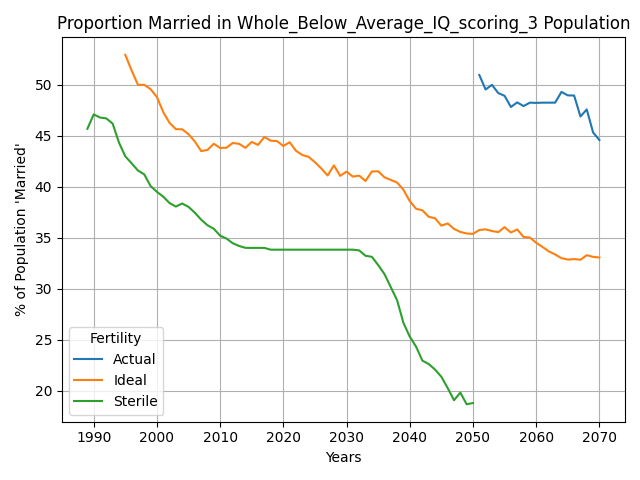 Proportion Married in Whole_Below_Average_IQ_scoring_3 Population
% of Population 'Married'
50
45
40
35
30
25
20
Fertility
Actual
Ideal
Sterile
1990 2000 2010 2020 2030 2040 2050 2060 2070
Years